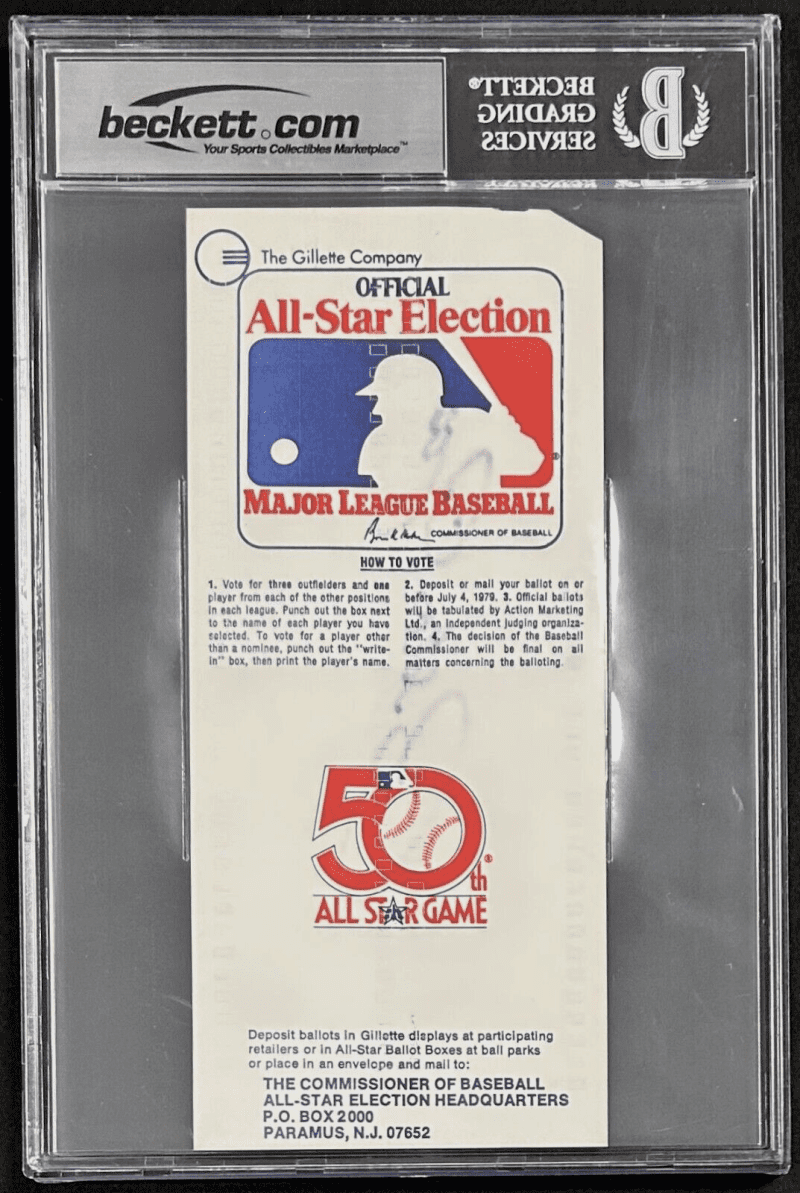 beckett.com
Your Sports Collectibles Marketplace™
BECKETT®
GRADING
SERVICES
B
The Gillette Company
OFFICIAL
All-Star Election
®
MAJOR LEAGUE BASEBALL
COMMISSIONER OF BASEBALL
HOW TO VOTE
1. Vote for three outfielders and one
player from each of the other positions
in each league. Punch out the box next
to the name of each player you have
selected. To vote for a player other
than a nominee, punch out the "write-
in" box, then print the player's name.
2. Deposit or mail your ballot on or
before July 4, 1979. 3. Official ballots
will be tabulated by Action Marketing
Ltd., an independent judging organiza-
tion. 4. The decision of the Baseball
Commissioner will be final on all
matters concerning the balloting.
50th®
ALL STAR GAME
Deposit ballots in Gillette displays at participating
retailers or in All-Star Ballot Boxes at ball parks
or place in an envelope and mail to:
THE COMMISSIONER OF BASEBALL
ALL-STAR ELECTION HEADQUARTERS
P.O. BOX 2000
PARAMUS, N.J. 07652